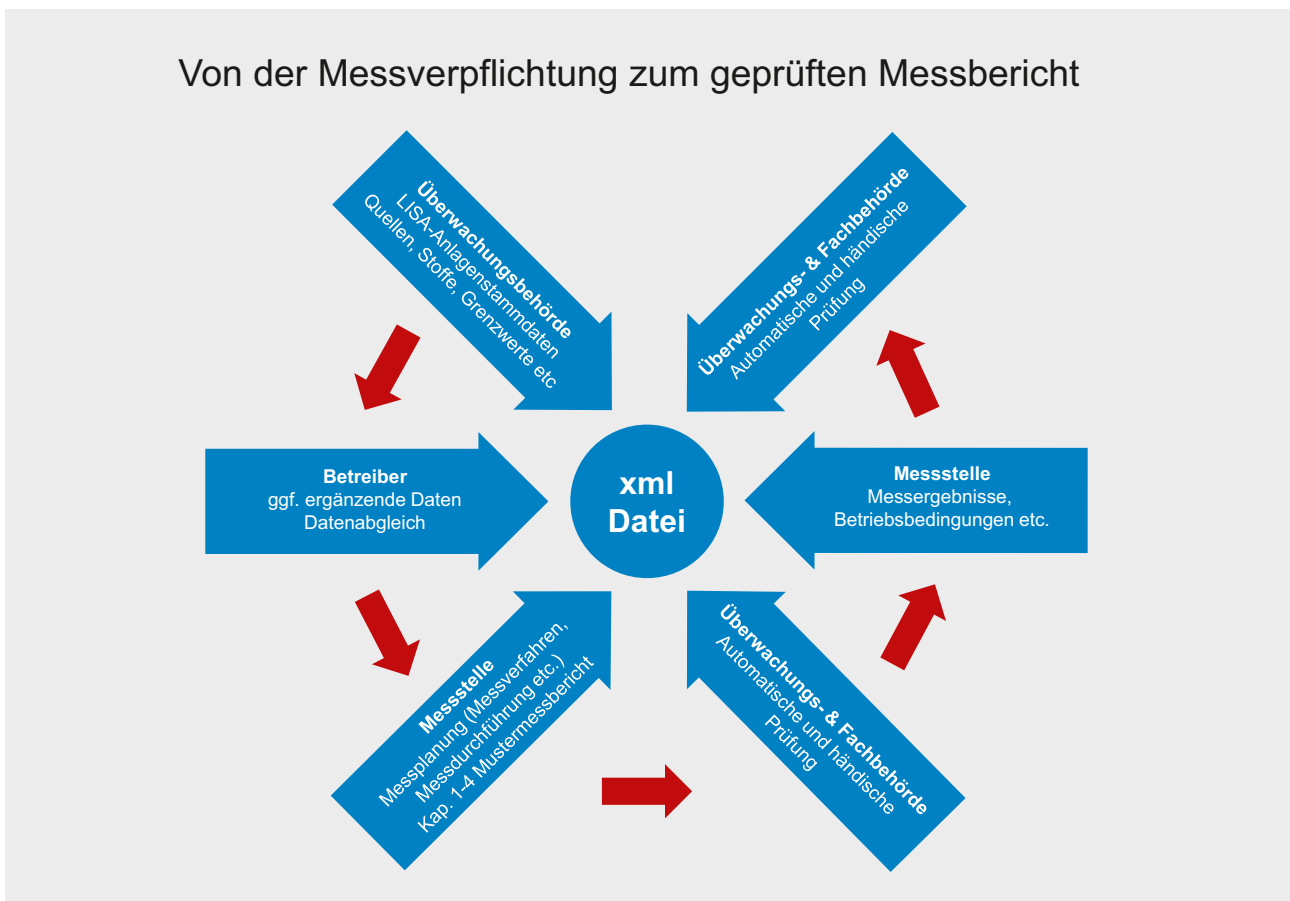 Von der Messverpflichtung zum geprüften Messbericht
Überwachungsbehörde
LISA-Anlagenstammdaten
Quellen, Stoffe, Grenzwerte etc
Überwachungs- & Fachbehörde
Automatische und händische
Prüfung
Betreiber
ggf. ergänzende Daten
Datenabgleich
xml
Datei
Messstelle
Messergebnisse,
Betriebsbedingungen etc.
Messstelle
Messplanung (Messverfahren,
Messdurchführung etc.)
Kap. 1-4 Mustermessbericht
Überwachungs- & Fachbehörde
Automatische und händische
Prüfung